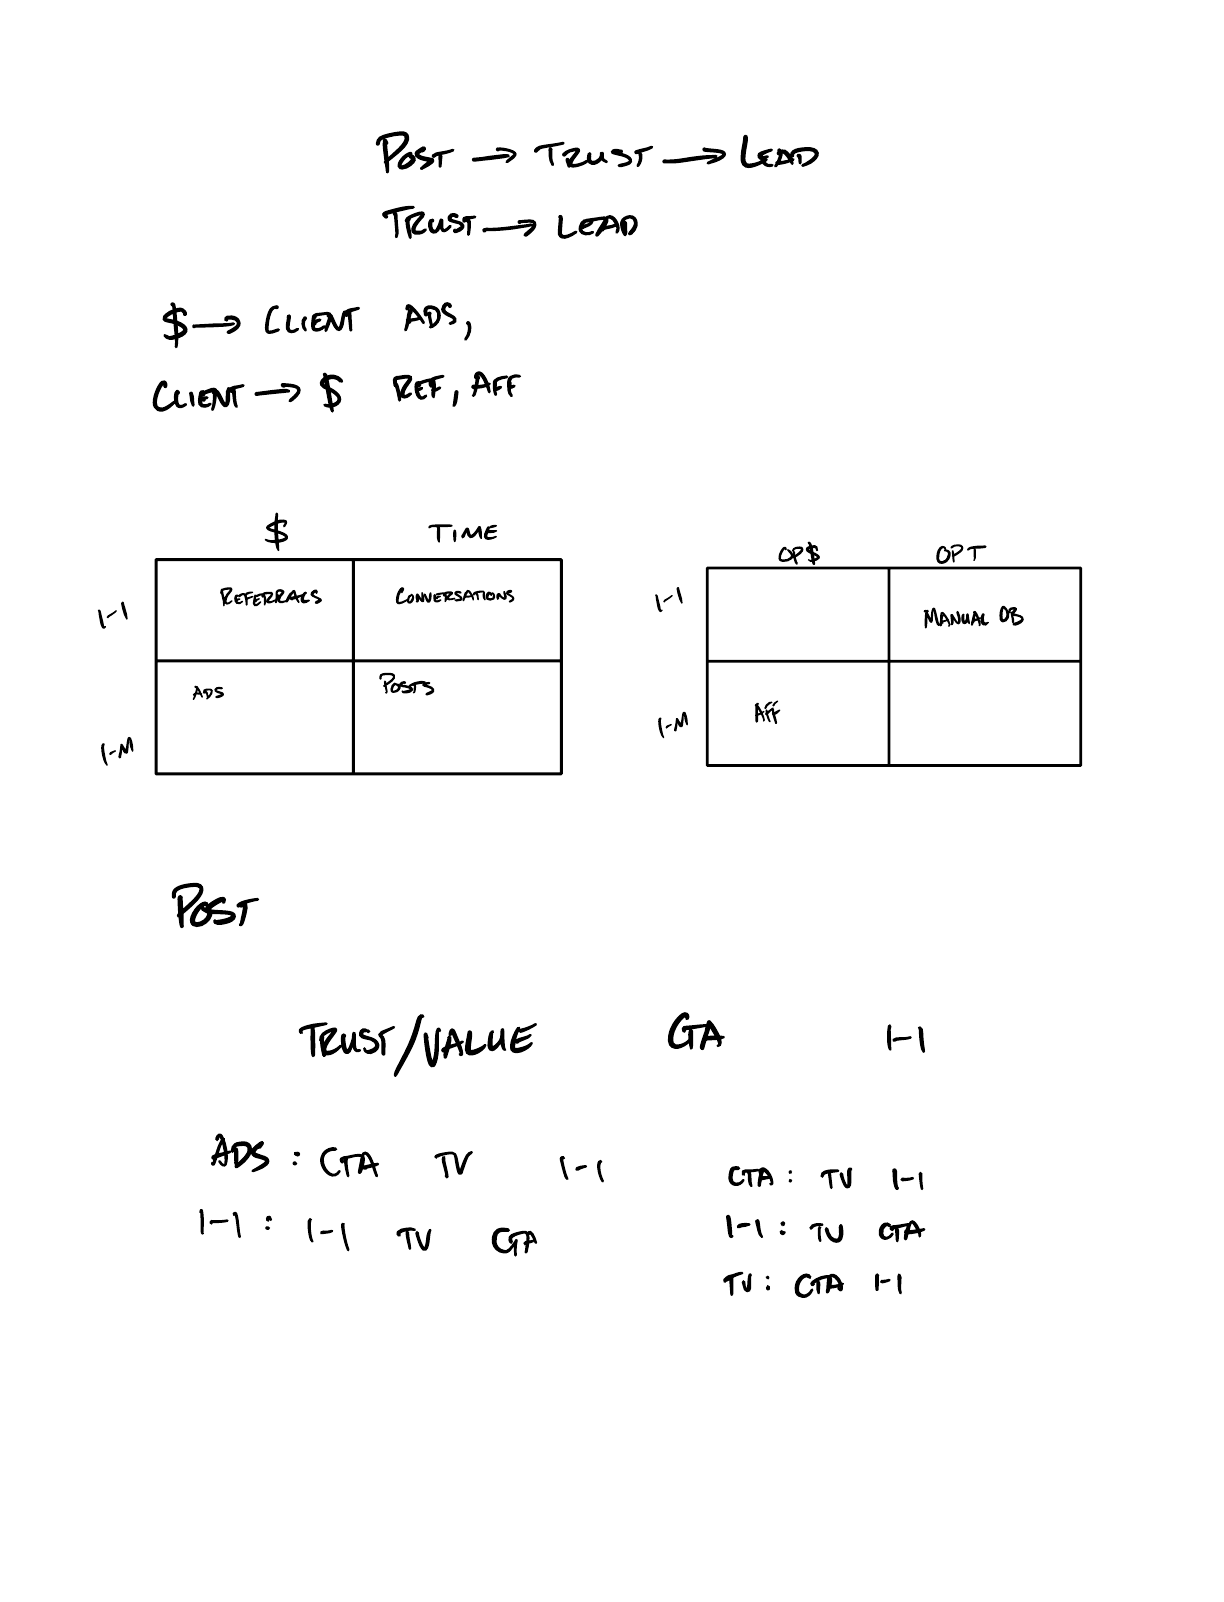 POST → TRUST → LEAD
TRUST → LEAD
$ → CLIENT ADS,
CLIENT → $ REF, AFF
$ TIME
1-1 REFERRALS CONVERSATIONS
1-M ADS POSTS
OP$ OPT
1-1 MANUAL OB
1-M AFF
POST
TRUST/VALUE CTA 1-1
ADS : CTA TV 1-1
1-1 : 1-1 TV CTA
CTA : TV 1-1
1-1 : TV CTA
TV : CTA 1-1